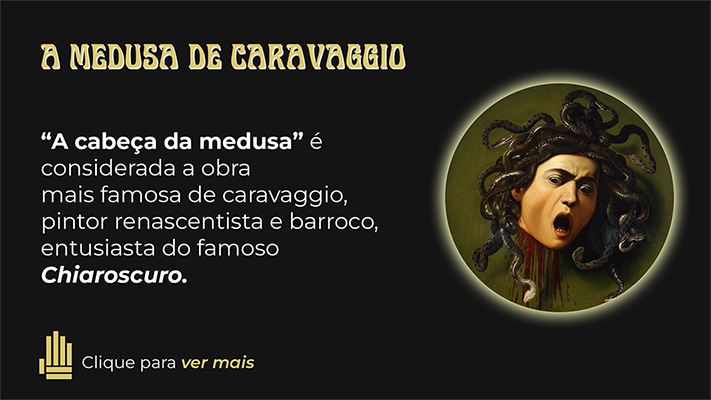 A MEDUSA DE CARAVAGGIO
“A cabeça da medusa” é
considerada a obra
mais famosa de caravaggio,
pintor renascentista e barroco,
entusiasta do famoso
Chiaroscuro.
Clique para ver mais